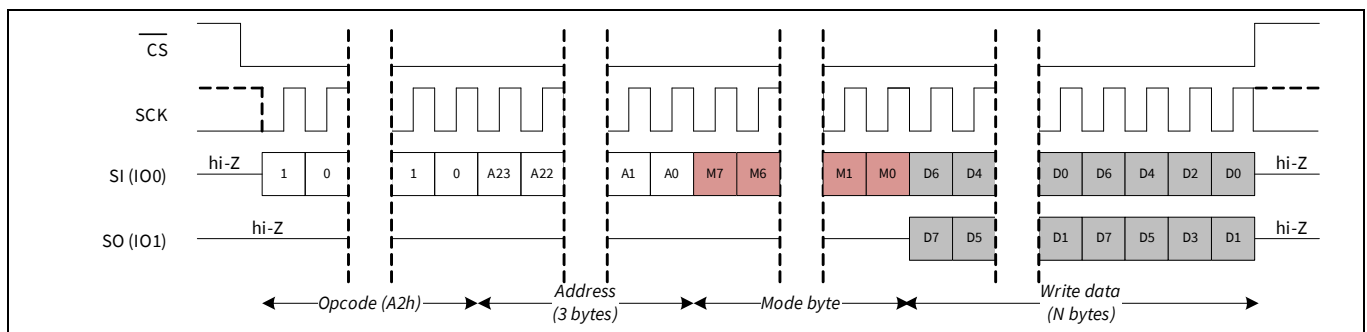 CS
SCK
hi-Z
SI (IO0) 1 0 1 0 A23 A22 A1 A0 M7 M6 M1 M0 D6 D4 D0 D6 D4 D2 D0 hi-Z
hi-Z
SO (IO1) D7 D5 D1 D7 D5 D3 D1 hi-Z
Opcode (A2h) Address Mode byte Write data
(3 bytes) (N bytes)